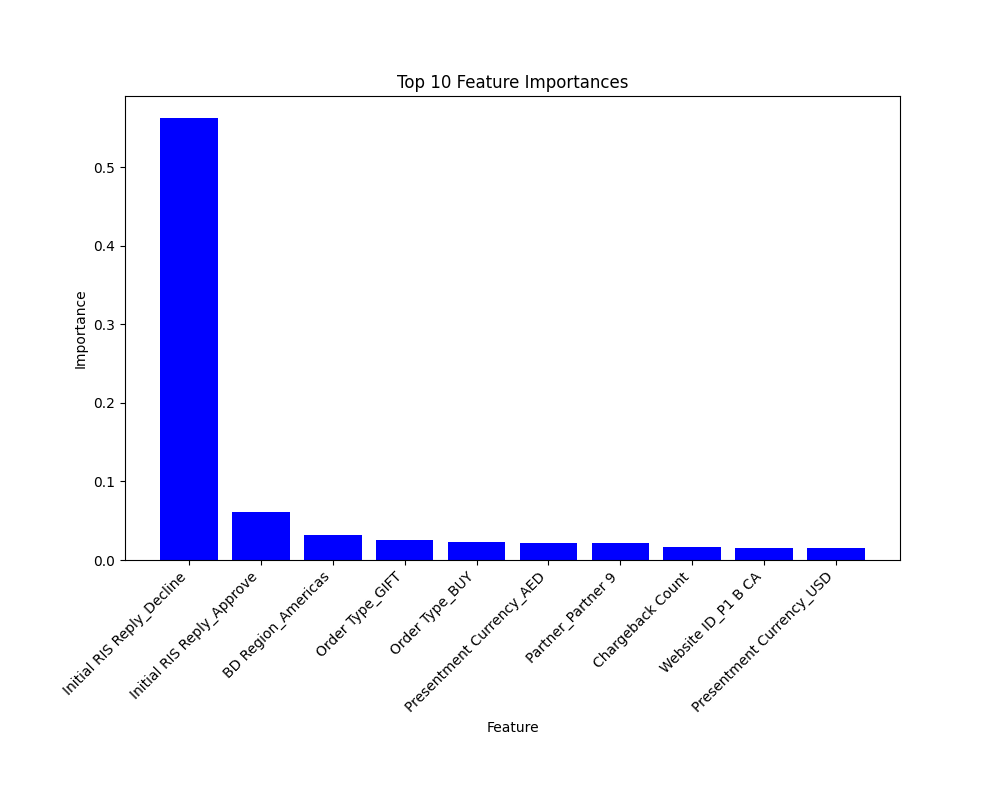 Top 10 Feature Importances
Importance
0.5
0.4
0.3
0.2
0.1
0.0
Initial RIS Reply_Decline
Initial RIS Reply_Approve
BD Region_Americas
Order Type_GIFT
Order Type_BUY
Presentment Currency_AED
Partner_Partner 9
Chargeback Count
Website ID_P1 B CA
Presentment Currency_USD
Feature